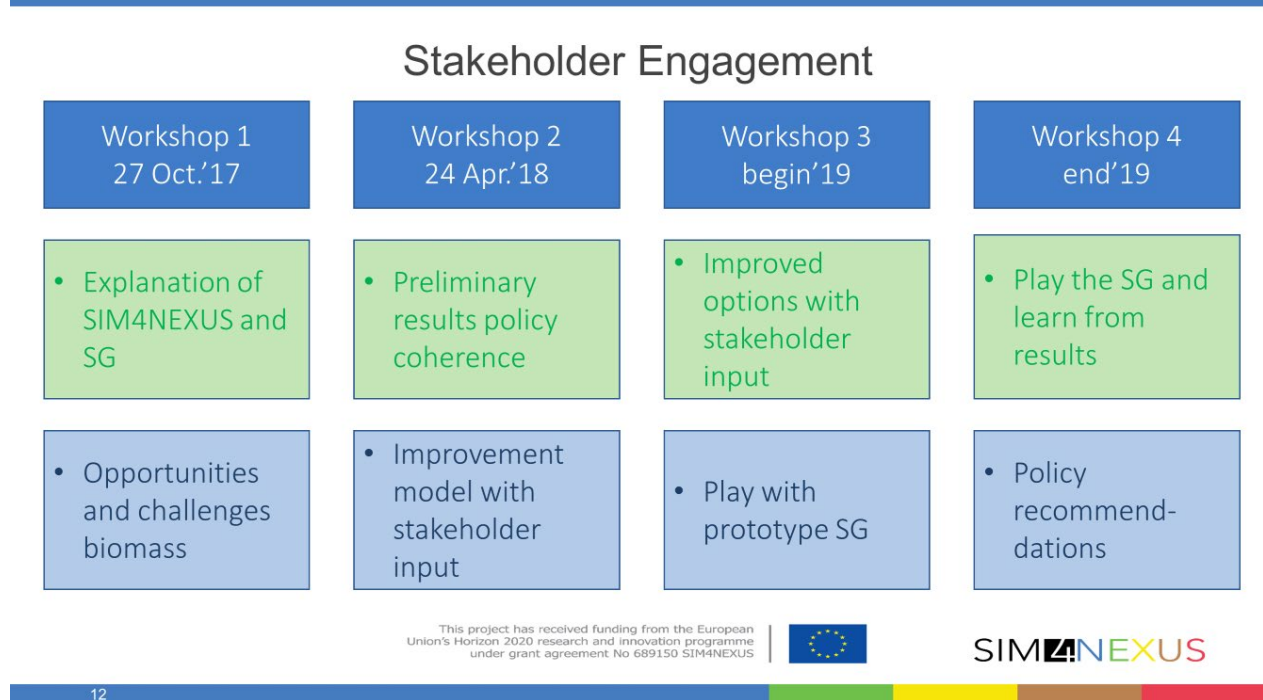 Stakeholder Engagement
Workshop 1
27 Oct.'17
Workshop 2
24 Apr.'18
Workshop 3
begin'19
Workshop 4
end'19
• Explanation of
SIM4NEXUS and
SG
• Preliminary
results policy
coherence
• Improved
options with
stakeholder
input
• Play the SG and
learn from
results
• Opportunities
and challenges
biomass
• Improvement
model with
stakeholder
input
• Play with
prototype SG
• Policy
recommend-
dations
This project has received funding from the European
Union's Horizon 2020 research and innovation programme
under grant agreement No 689150 SIM4NEXUS
SIM4NEXUS
12